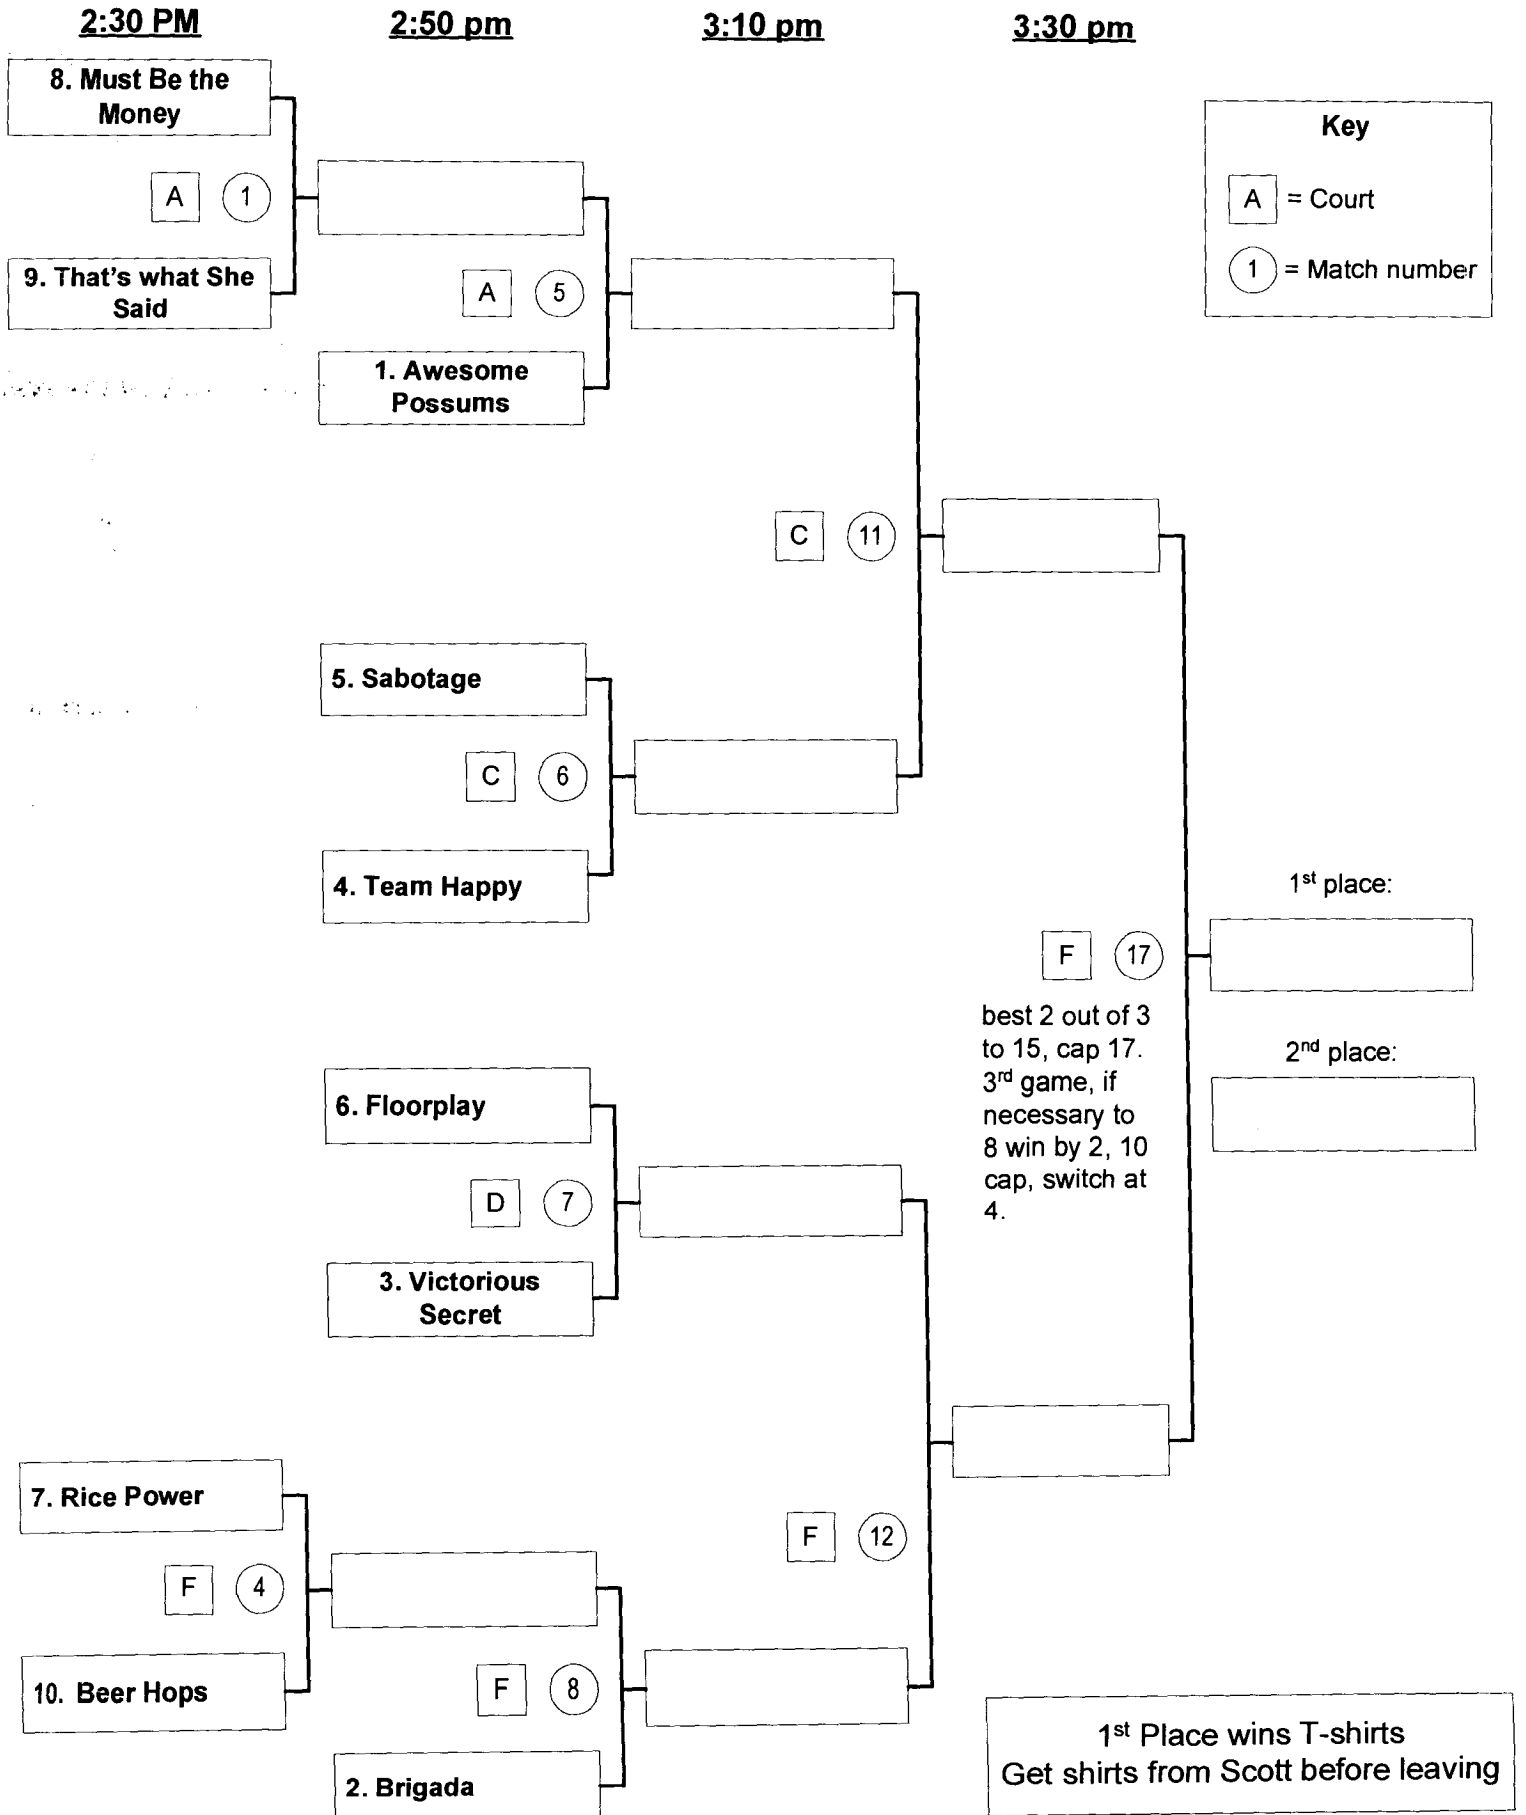 2:30 PM
2:50 pm
3:10 pm
3:30 pm
8. Must Be the
Money
A 1
9. That's what She
Said
A 5
1. Awesome
Possums
Key
A = Court
1 = Match number
C 11
5. Sabotage
C 6
4. Team Happy
F 17
best 2 out of 3
to 15, cap 17.
3rd game, if
necessary to
8 win by 2, 10
cap, switch at
4.
1st place:
2nd place:
6. Floorplay
D 7
3. Victorious
Secret
F 12
7. Rice Power
F 4
10. Beer Hops
F 8
2. Brigada
1st Place wins T-shirts
Get shirts from Scott before leaving